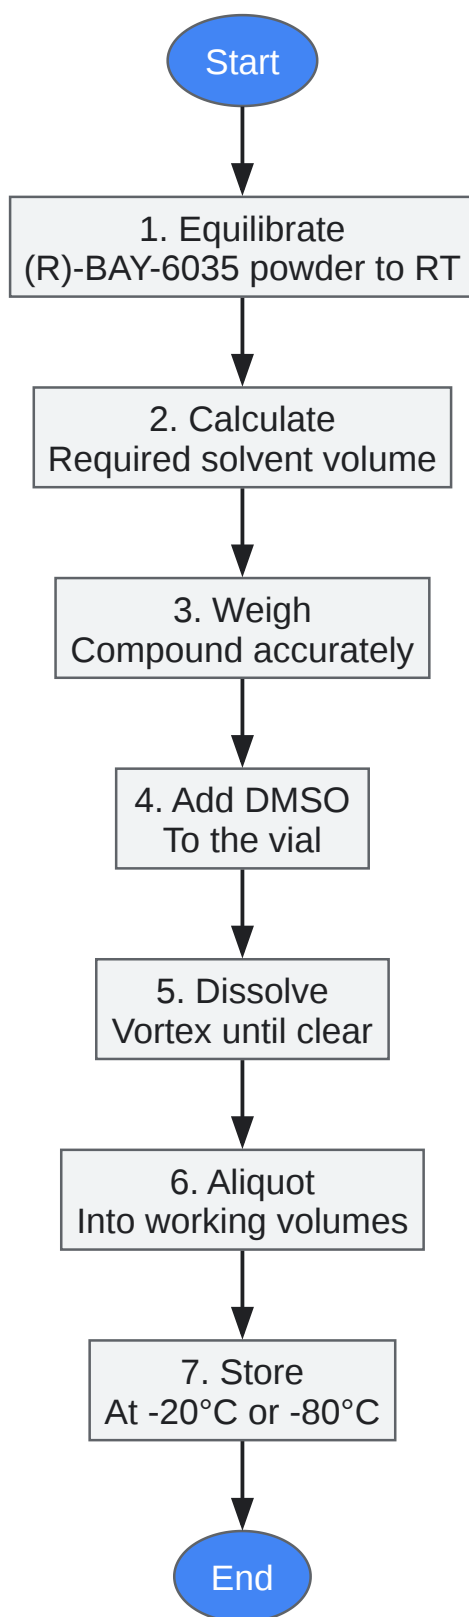 Start
1. Equilibrate
(R)-BAY-6035 powder to RT
2. Calculate
Required solvent volume
3. Weigh
Compound accurately
4. Add DMSO
To the vial
5. Dissolve
Vortex until clear
6. Aliquot
Into working volumes
7. Store
At -20°C or -80°C
End